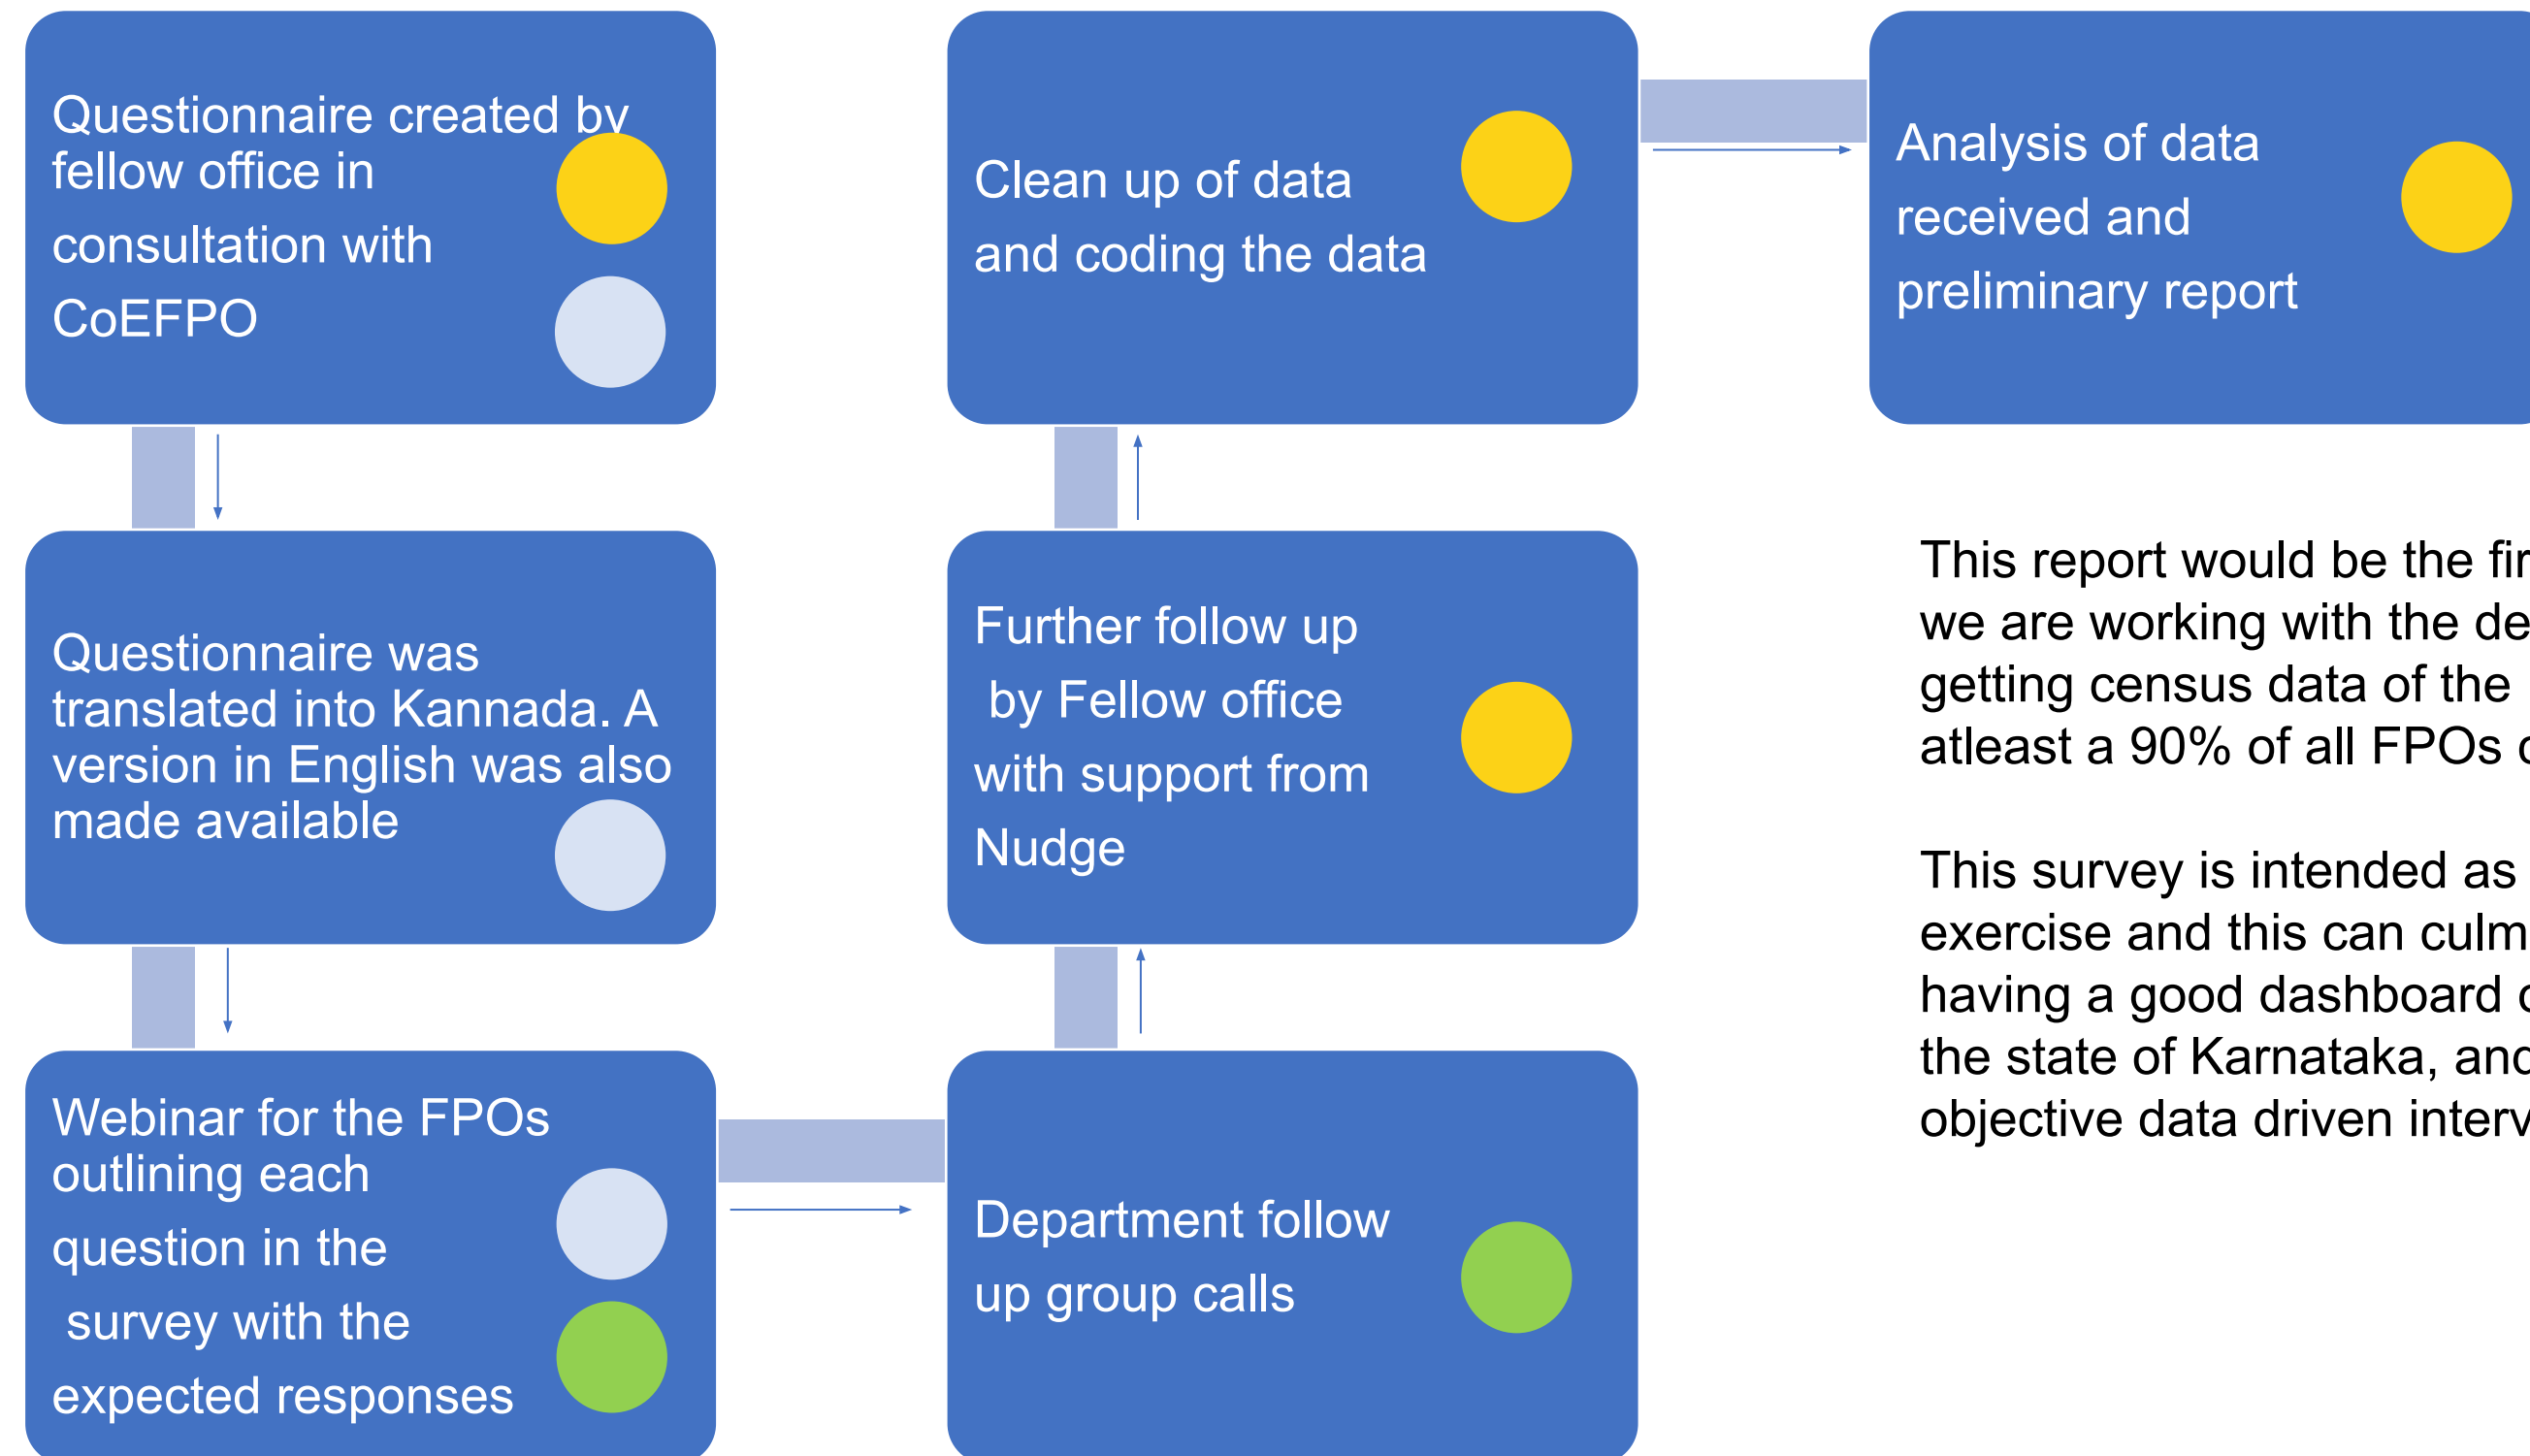 Questionnaire created by
fellow office in
consultation with
CoEFPO
Questionnaire was
translated into Kannada. A
version in English was also
made available
Webinar for the FPOs
outlining each
question in the
survey with the
expected responses
Department follow
up group calls
Further follow up
by Fellow office
with support from
Nudge
Clean up of data
and coding the data
Analysis of data
received and
preliminary report
This report would be the
we are working with the
getting census data of the
atleast a 90% of all FPOs
This survey is intended as
exercise and this can
having a good dashboard
the state of Karnataka,
objective data driven